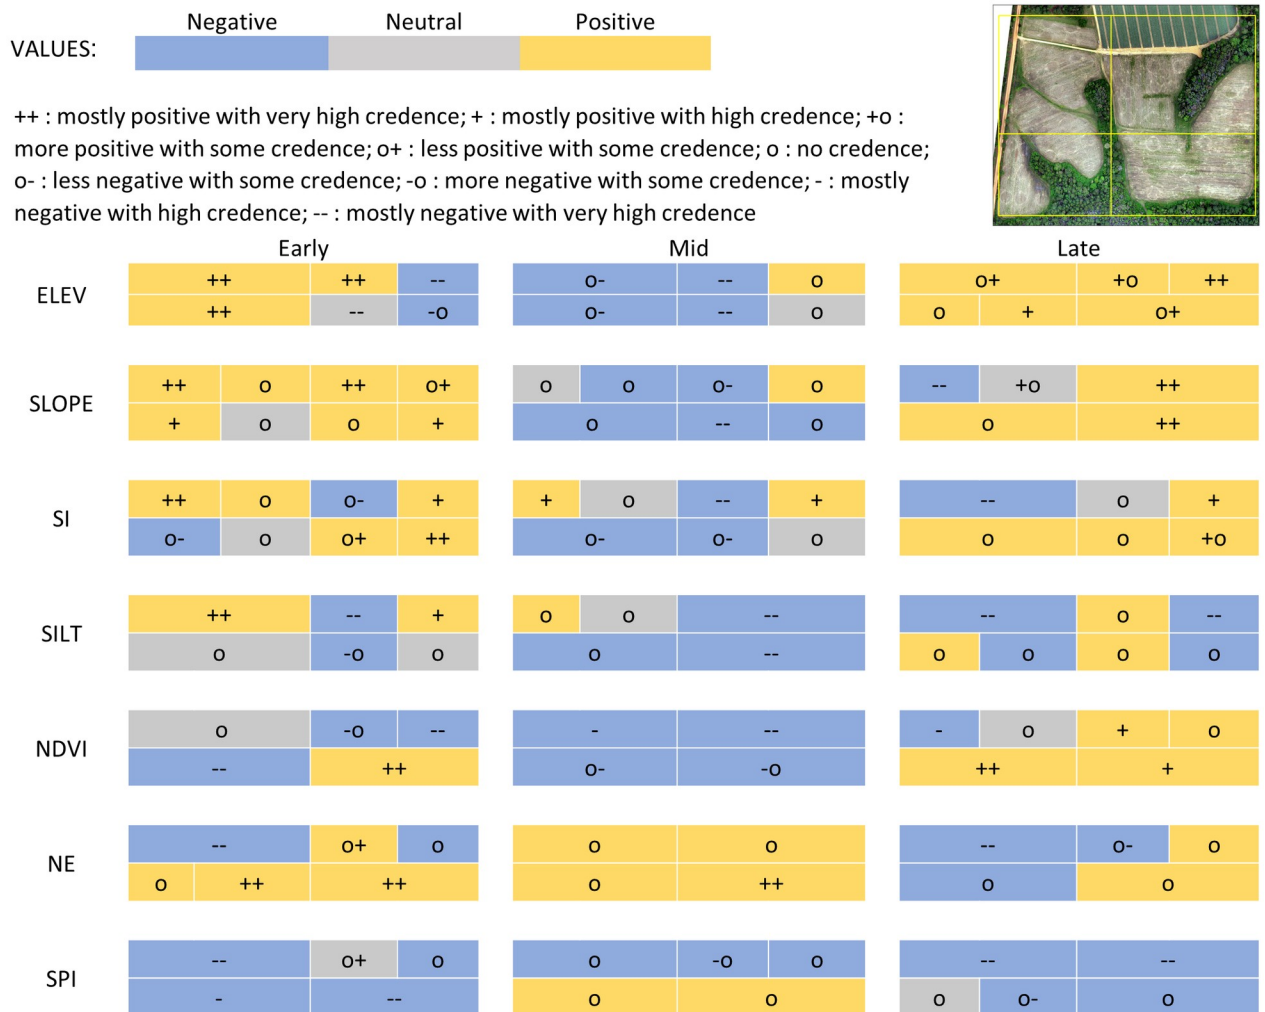 Negative Neutral Positive
VALUES:
++ : mostly positive with very high credence; + : mostly positive with high credence; +o :
more positive with some credence; o+ : less positive with some credence; o : no credence;
o- : less negative with some credence; -o : more negative with some credence; - : mostly
negative with high credence; -- : mostly negative with very high credence
Early Mid Late
ELEV
++ ++ -- o- -- o o+ +o ++
++ -- -o o- -- o o + o+
SLOPE
++ o ++ o+ o o o- o -- +o ++
+ o o + o -- o o ++
SI
++ o o- + + o -- + -- o +
o- o o+ ++ o- o- o o o +o
SILT
++ -- + o o -- -- o --
o -o o o -- o o o o
NDVI
o -o -- - -- - o + o
-- ++ o- -o ++ +
NE
-- o+ o o o -- o- o
o ++ ++ o ++ o o
SPI
-- o+ o o -o o -- --
- -- o o o o- o